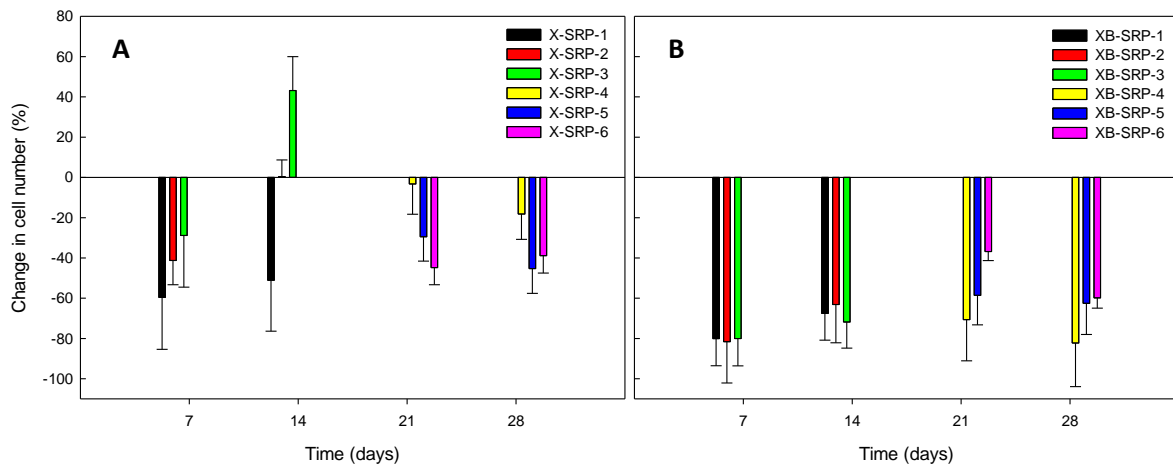 Change in cell number (%)
80
60
40
20
0
-20
-40
-60
-80
-100
A
X-SRP-1
X-SRP-2
X-SRP-3
X-SRP-4
X-SRP-5
X-SRP-6
7
14
21
28
Time (days)
B
XB-SRP-1
XB-SRP-2
XB-SRP-3
XB-SRP-4
XB-SRP-5
XB-SRP-6
7
14
21
28
Time (days)